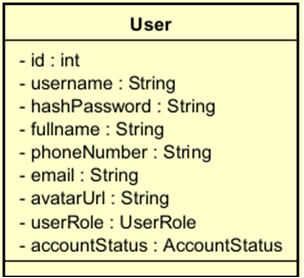 User
- id : int
- username : String
- hashPassword : String
- fullname : String
- phoneNumber : String
- email : String
- avatarUrl : String
- userRole : UserRole
- accountStatus : AccountStatus